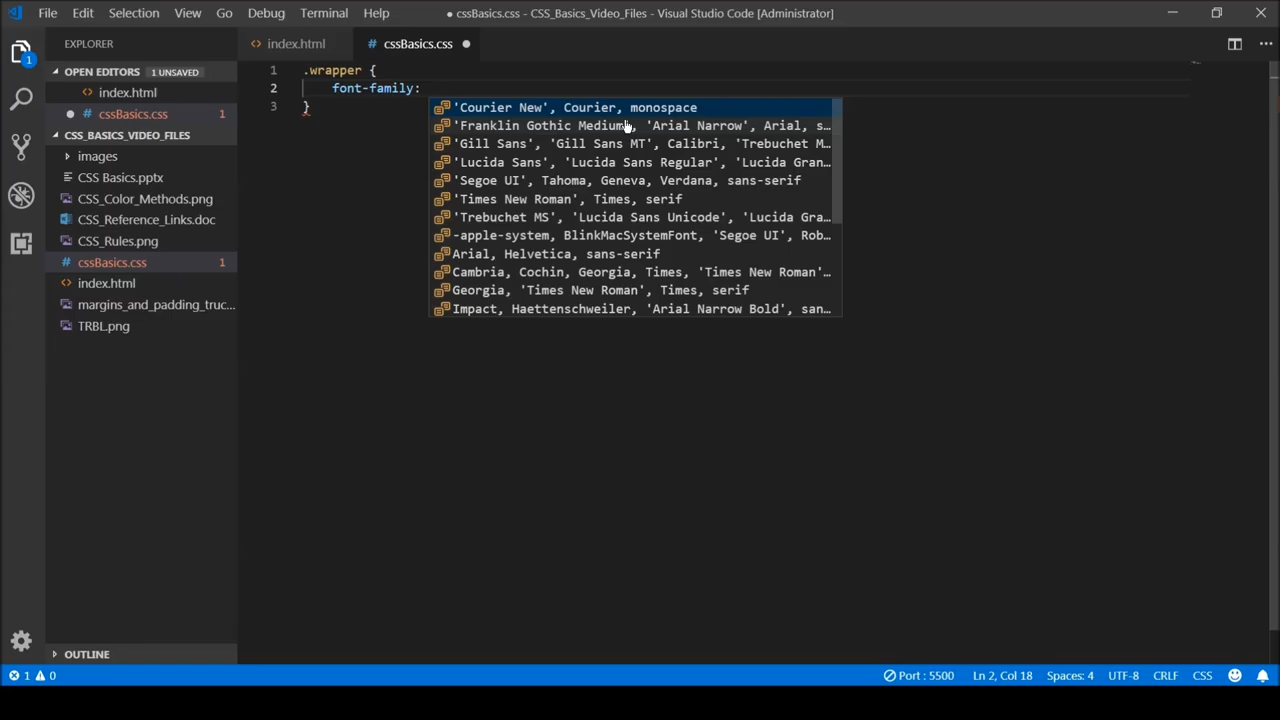 File Edit Selection View Go Debug Terminal Help
● cssBasics.css - CSS_Basics_Video_Files - Visual Studio Code [Administrator]
EXPLORER
index.html
# cssBasics.css ●
OPEN EDITORS 1 UNSAVED
index.html
● # cssBasics.css 1
CSS_BASICS_VIDEO_FILES
images
CSS Basics.pptx
CSS_Color_Methods.png
CSS_Reference_Links.doc
CSS_Rules.png
# cssBasics.css 1
index.html
margins_and_padding_truc...
TRBL.png
OUTLINE
1 .wrapper {
2 font-family:
3 }
'Courier New', Courier, monospace
'Franklin Gothic Medium', 'Arial Narrow', Arial, s…
'Gill Sans', 'Gill Sans MT', Calibri, 'Trebuchet M…
'Lucida Sans', 'Lucida Sans Regular', 'Lucida Gran…
'Segoe UI', Tahoma, Geneva, Verdana, sans-serif
'Times New Roman', Times, serif
'Trebuchet MS', 'Lucida Sans Unicode', 'Lucida Gra…
-apple-system, BlinkMacSystemFont, 'Segoe UI', Rob…
Arial, Helvetica, sans-serif
Cambria, Cochin, Georgia, Times, 'Times New Roman'…
Georgia, 'Times New Roman', Times, serif
Impact, Haettenschweiler, 'Arial Narrow Bold', san…
1
1 0 Port : 5500 Ln 2, Col 18 Spaces: 4 UTF-8 CRLF CSS